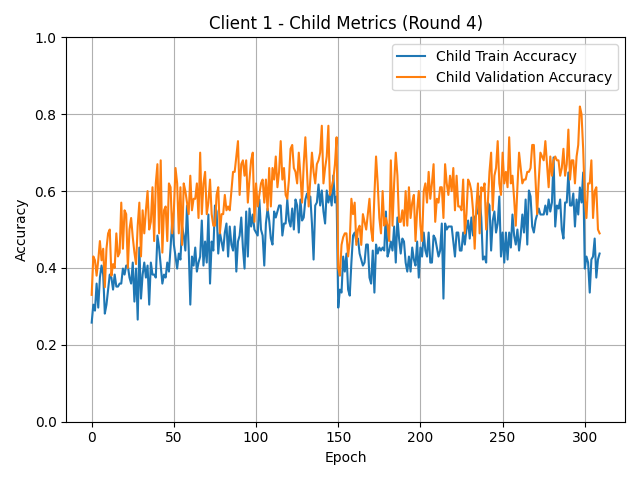 Client 1 - Child Metrics (Round 4)
Child Train Accuracy
Child Validation Accuracy
Accuracy
1.0
0.8
0.6
0.4
0.2
0.0
0 50 100 150 200 250 300
Epoch